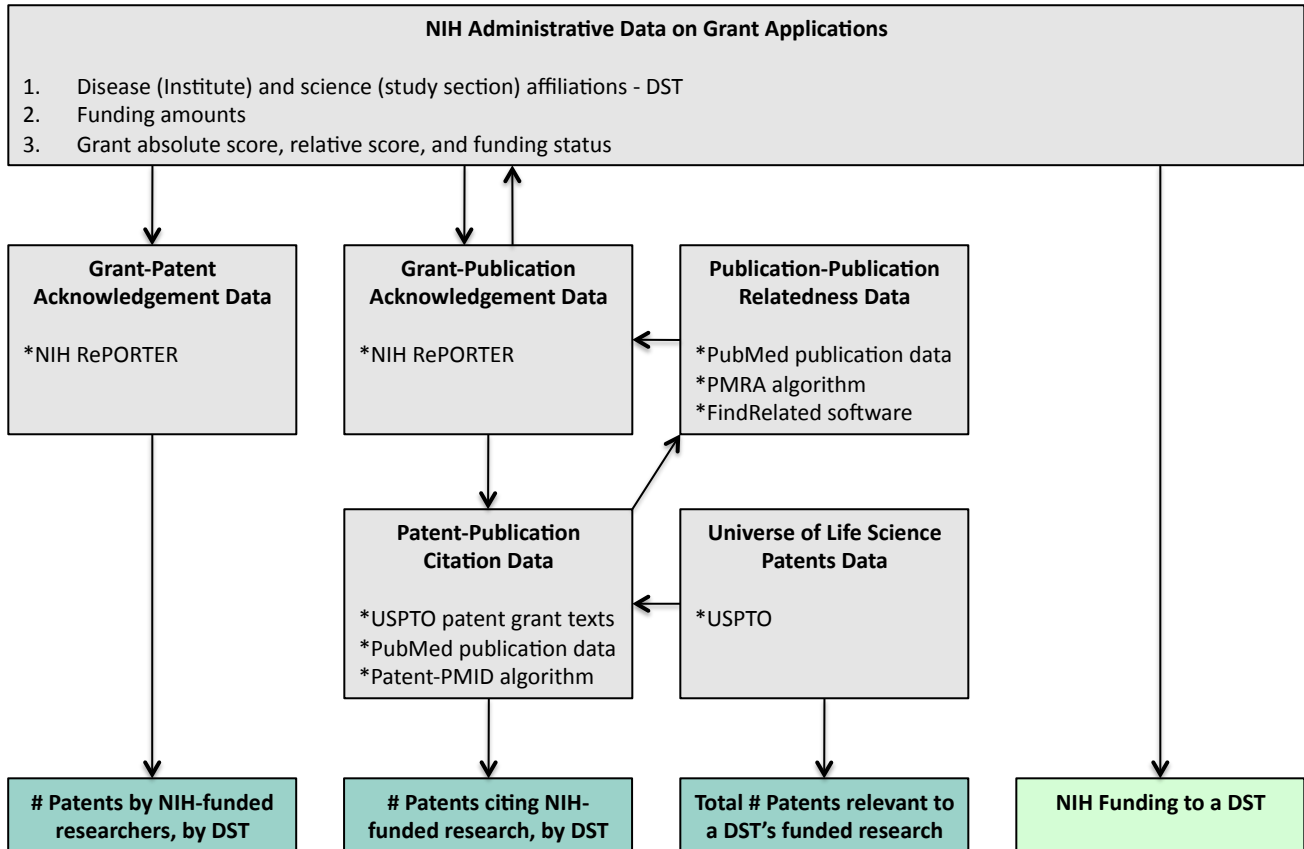 NIH Administrative Data on Grant Applications
1. Disease (Institute) and science (study section) affiliations - DST
2. Funding amounts
3. Grant absolute score, relative score, and funding status
Grant-Patent
Acknowledgement Data
*NIH RePORTER
Grant-Publication
Acknowledgement Data
*NIH RePORTER
Publication-Publication
Relatedness Data
*PubMed publication data
*PMRA algorithm
*FindRelated software
Patent-Publication
Citation Data
*USPTO patent grant texts
*PubMed publication data
*Patent-PMID algorithm
Universe of Life Science
Patents Data
*USPTO
# Patents by NIH-funded
researchers, by DST
# Patents citing NIH-
funded research, by DST
Total # Patents relevant to
a DST's funded research
NIH Funding to a DST